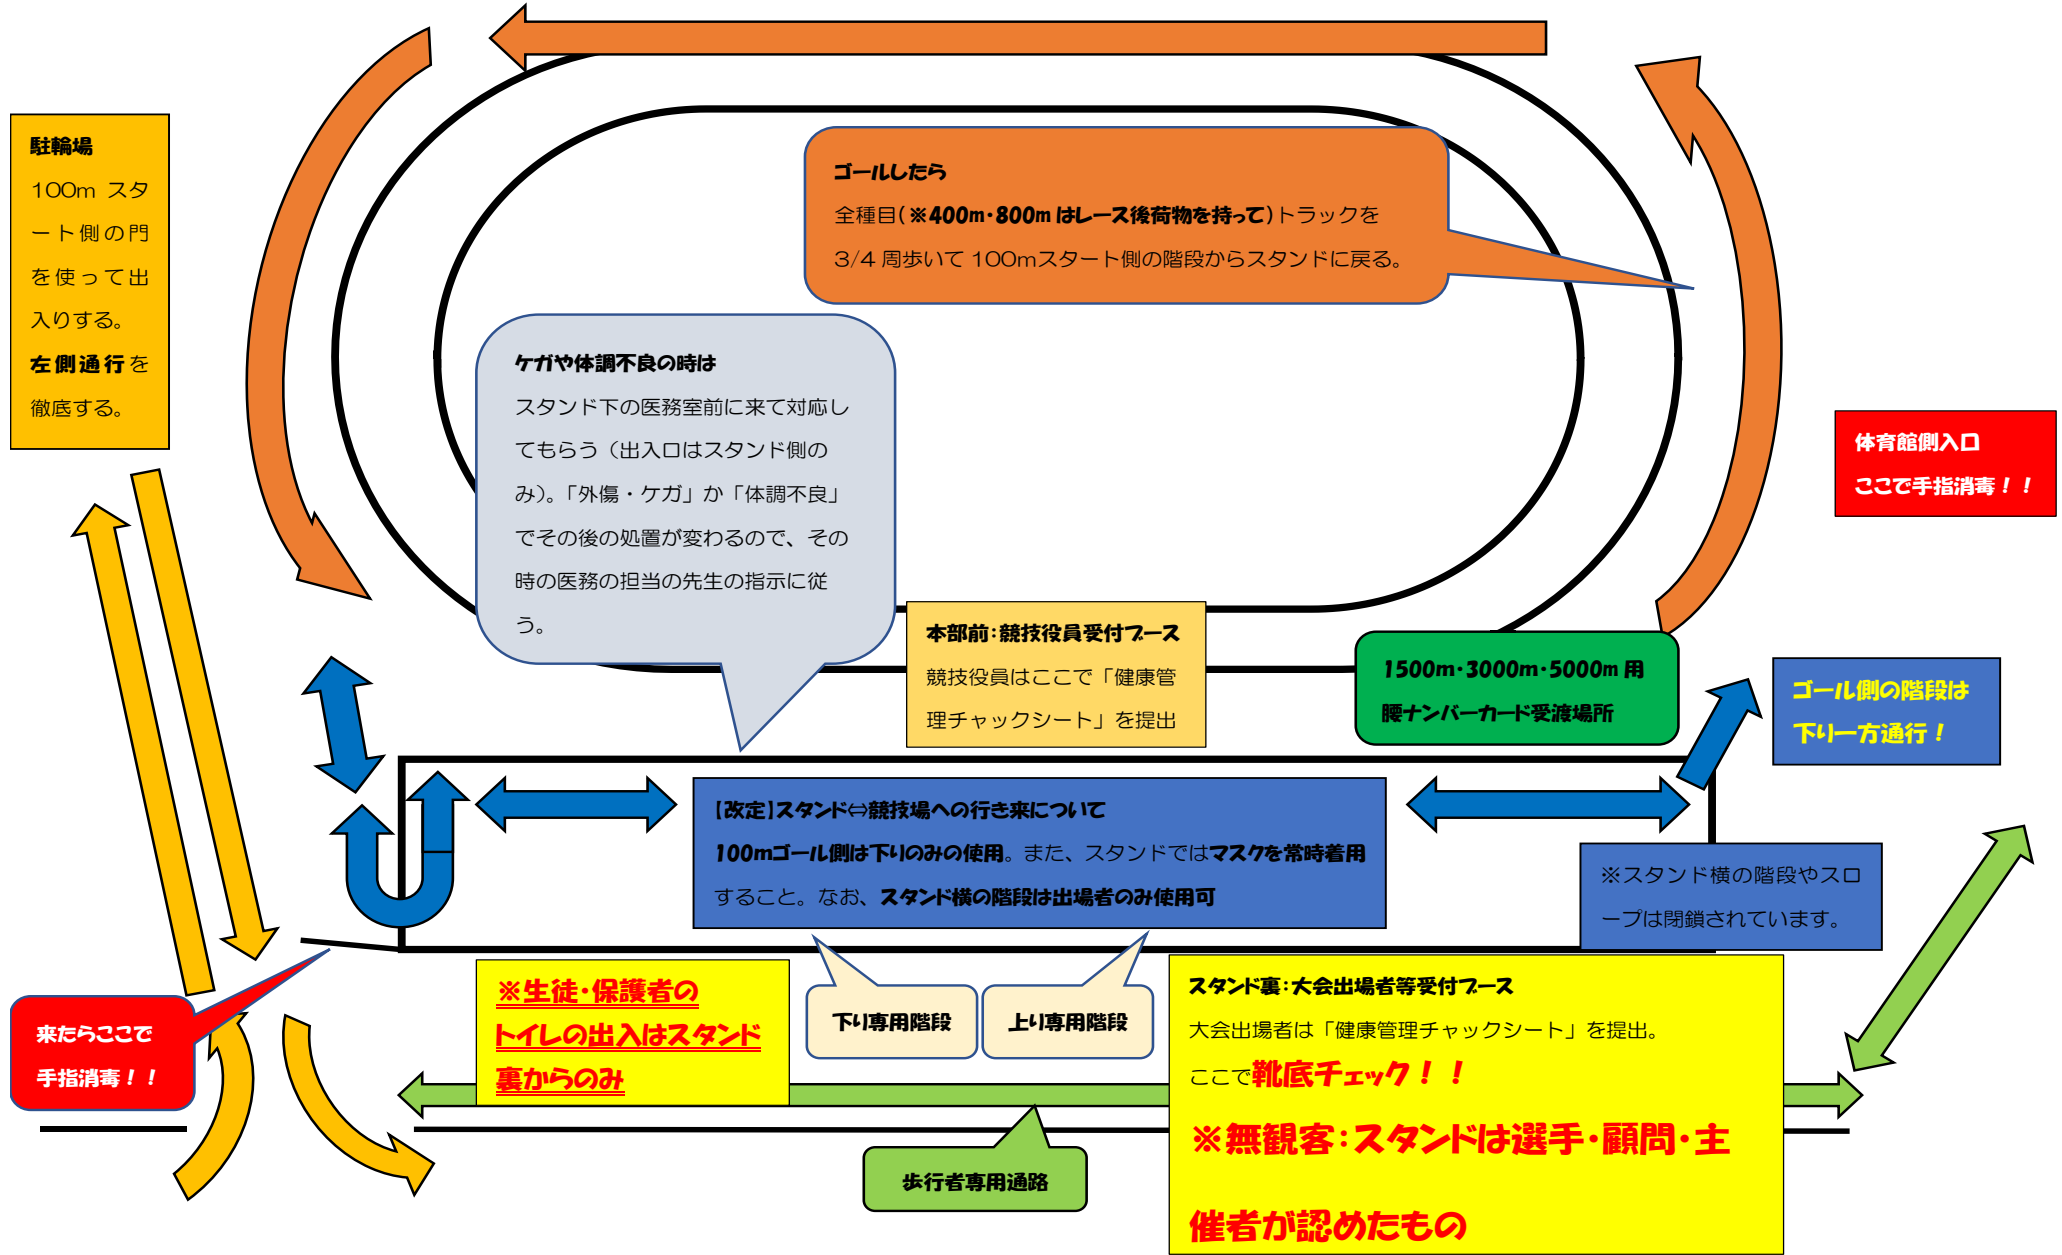 駐輪場
100m スタ
ート側の門
を使って出
入りする。
左側通行を
徹底する。
ゴールしたら
全種目(※400m・800m はレース後荷物を持って)トラックを
3/4 周歩いて 100mスタート側の階段からスタンドに戻る。
ケガや体調不良の時は
スタンド下の医務室前に来て対応し
てもらう（出入口はスタンド側の
み）。「外傷・ケガ」か「体調不良」
でその後の処置が変わるので、その
時の医務の担当の先生の指示に従
う。
体育館側入口
ここで手指消毒！！
本部前：競技役員受付ブース
競技役員はここで「健康管
理チャックシート」を提出
1500m・3000m・5000m 用
腰ナンバーカード受渡場所
ゴール側の階段は
下り一方通行！
【改定】スタンド⇔競技場への行き来について
100mゴール側は下りのみの使用。また、スタンドではマスクを常時着用
すること。なお、スタンド横の階段は出場者のみ使用可
※スタンド横の階段やスロ
ープは閉鎖されています。
来たらここで
手指消毒！！
※生徒・保護者の
トイレの出入はスタンド
裏からのみ
下り専用階段
上り専用階段
スタンド裏：大会出場者等受付ブース
大会出場者は「健康管理チャックシート」を提出。
ここで靴底チェック！！
※無観客：スタンドは選手・顧問・主
催者が認めたもの
歩行者専用通路